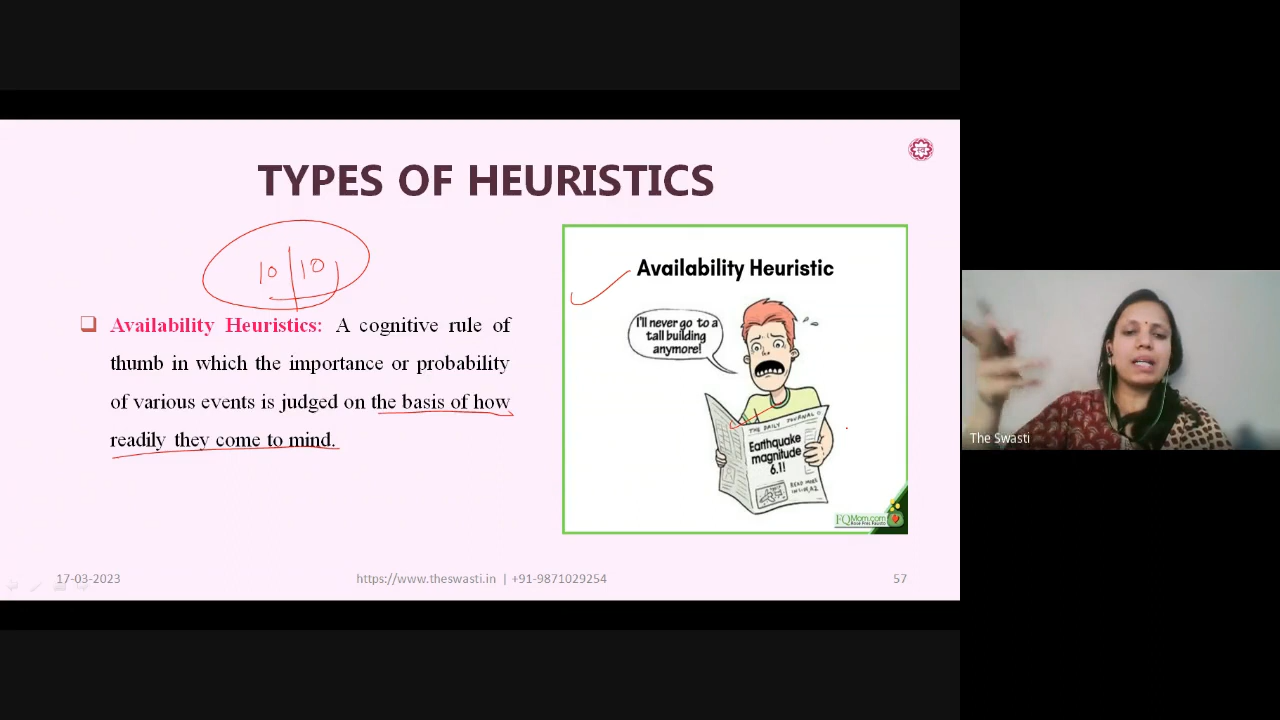 TYPES OF HEURISTICS
10 10
❑ Availability Heuristics: A cognitive rule of
thumb in which the importance or probability
of various events is judged on the basis of how
readily they come to mind.
Availability Heuristic
I'll never go to a
tall building
anymore!
THE DAILY JOURNAL
Earthquake
magnitude
6.1!
READ MORE
FQMom.com
The Swasti
17-03-2023
https://www.theswasti.in | +91-9871029254
57